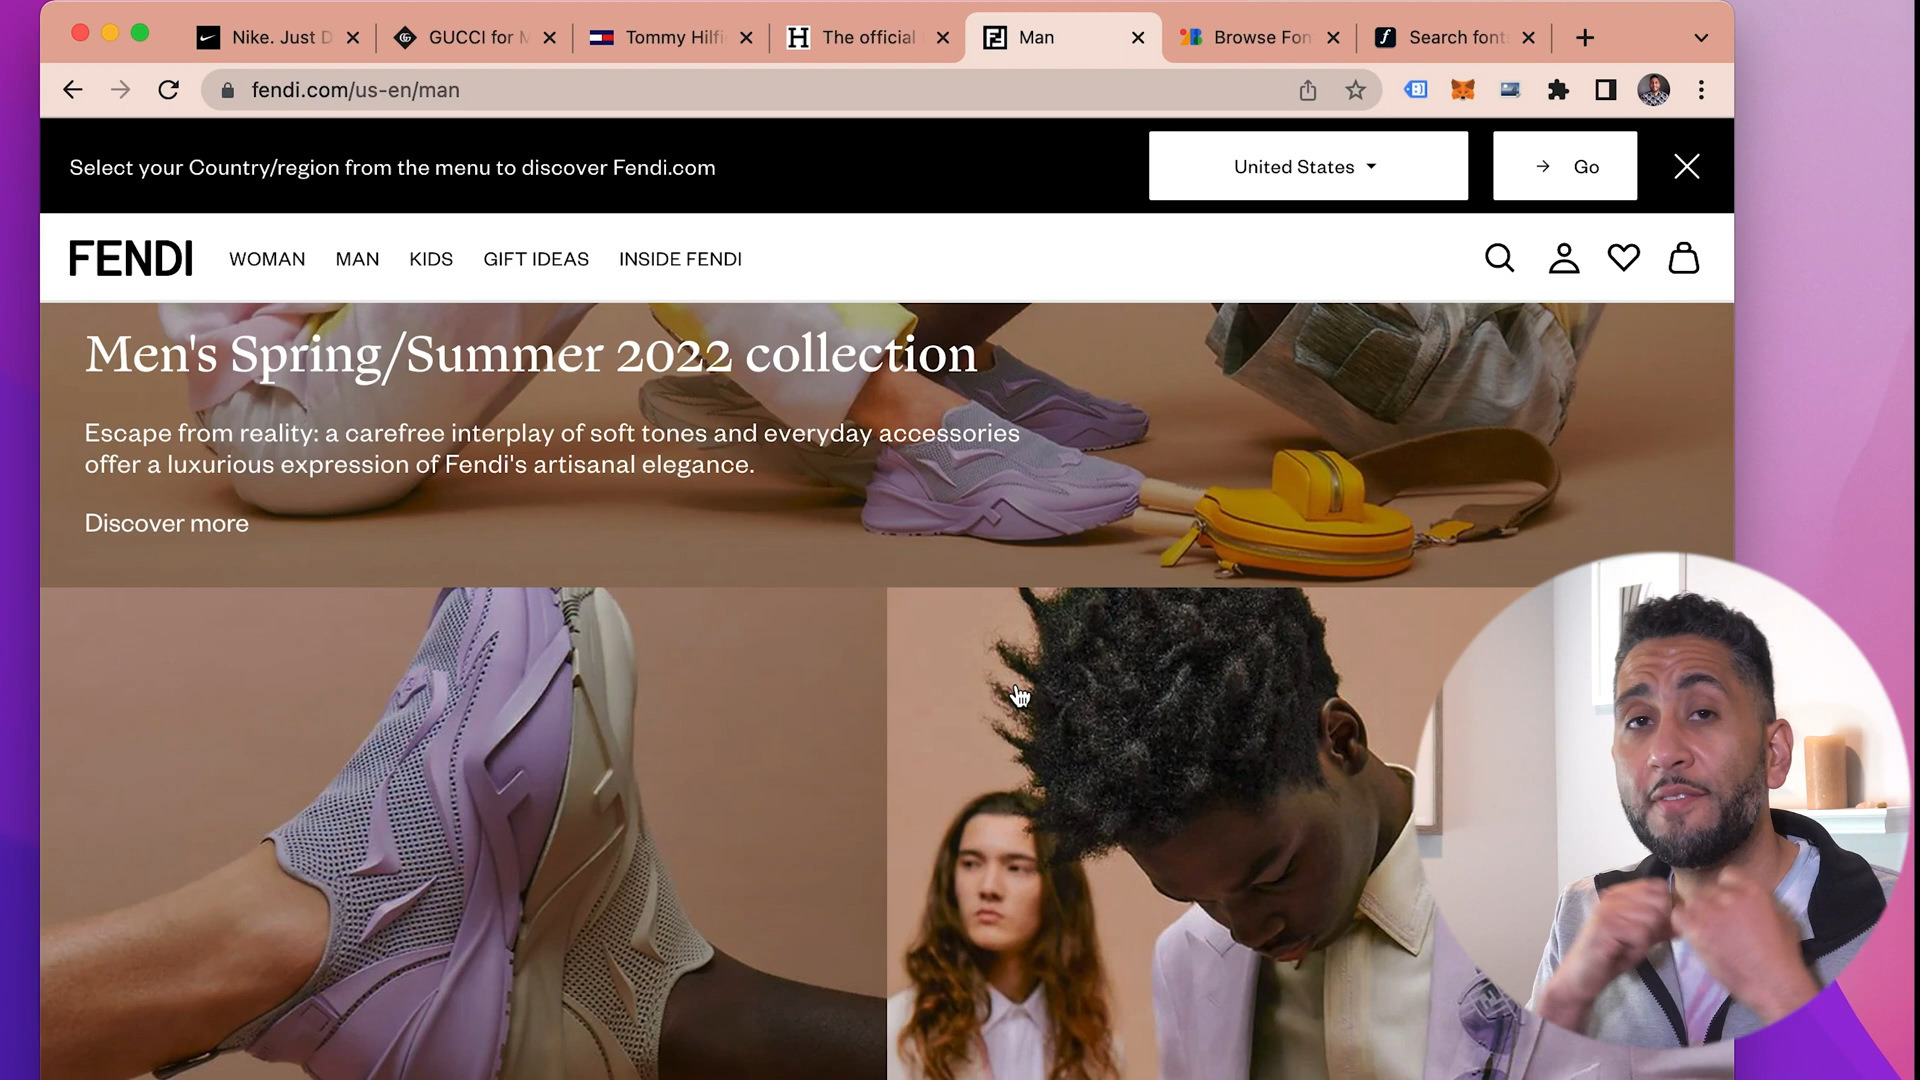 Nike. Just D
GUCCI for M
Tommy Hilfi
The official
Man
Browse Fon
Search font
fendi.com/us-en/man
Select your Country/region from the menu to discover Fendi.com
United States
Go
FENDI
WOMAN
MAN
KIDS
GIFT IDEAS
INSIDE FENDI
Men's Spring/Summer 2022 collection
Escape from reality: a carefree interplay of soft tones and everyday accessories
offer a luxurious expression of Fendi's artisanal elegance.
Discover more